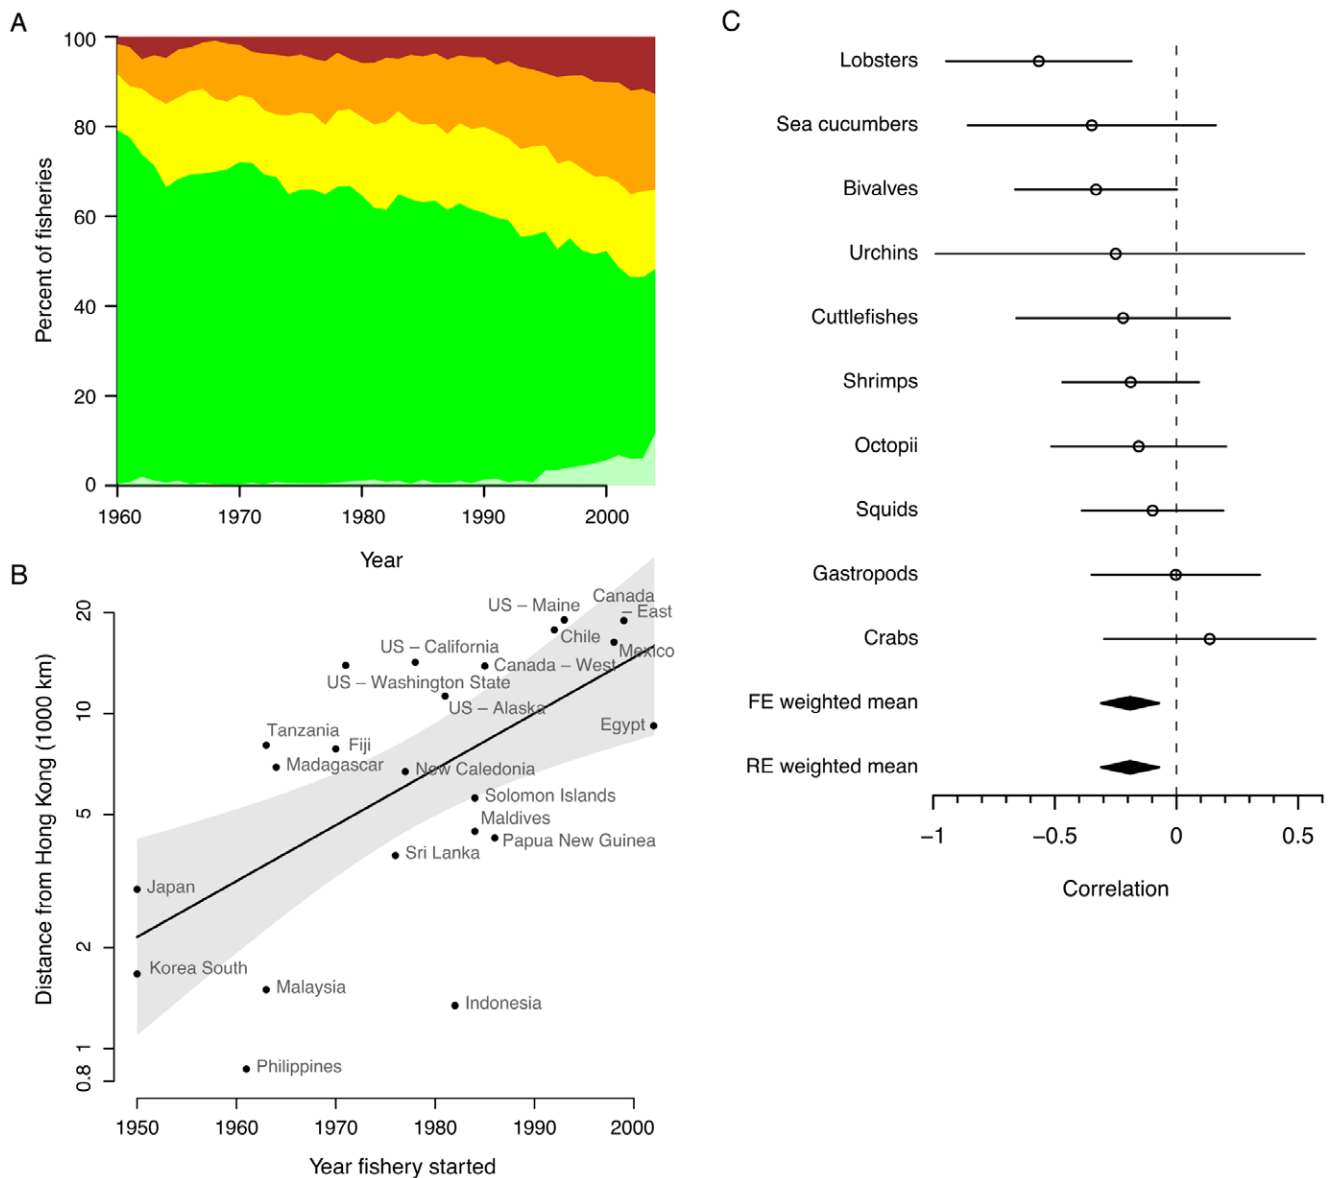 A
100
80
60
40
20
0
Percent of fisheries
1960 1970 1980 1990 2000
Year
B
20
10
5
2
1
0.8
Distance from Hong Kong (1000 km)
US – Maine
Canada
– East
Chile
Mexico
US – California
Canada – West
US – Washington State
US – Alaska
Egypt
Tanzania
Fiji
Madagascar
New Caledonia
Solomon Islands
Maldives
Papua New Guinea
Sri Lanka
Japan
Korea South
Malaysia
Indonesia
Philippines
1950 1960 1970 1980 1990 2000
Year fishery started
C
Lobsters
Sea cucumbers
Bivalves
Urchins
Cuttlefishes
Shrimps
Octopii
Squids
Gastropods
Crabs
FE weighted mean
RE weighted mean
−1 −0.5 0 0.5
Correlation